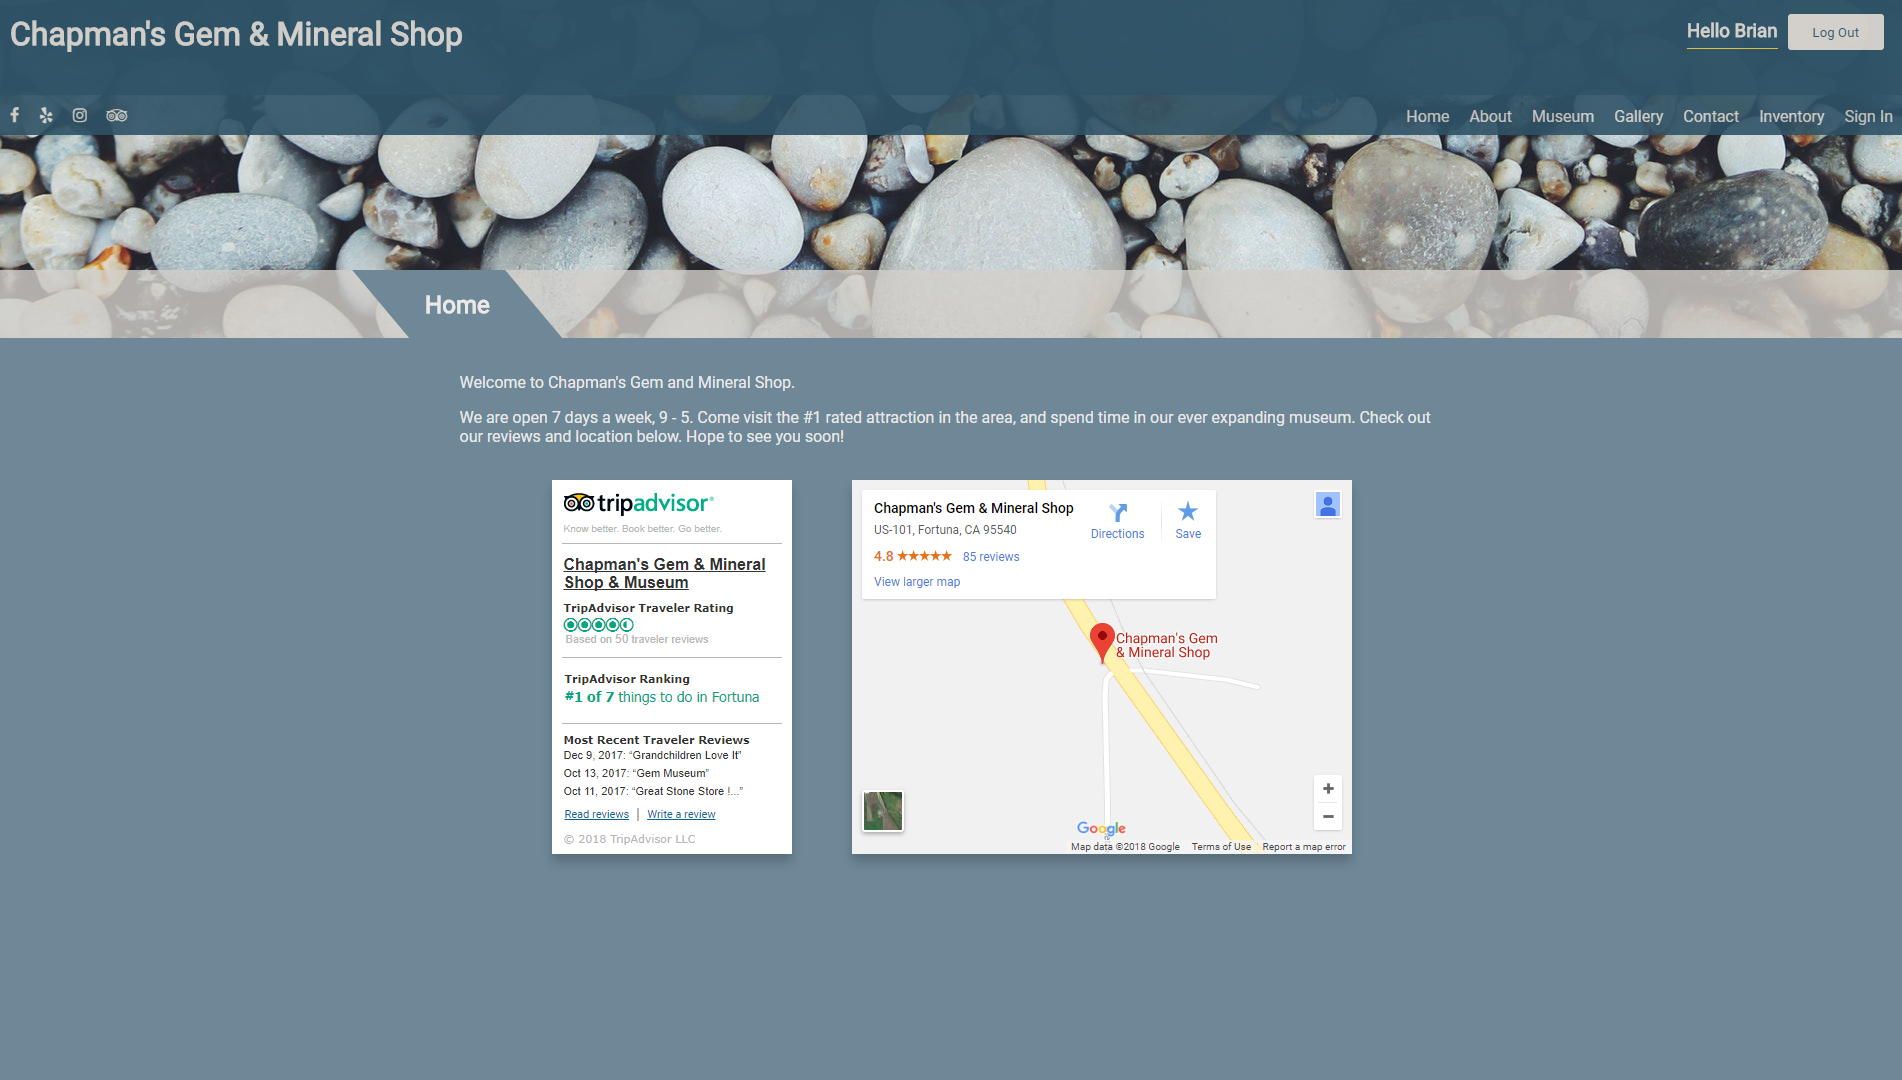 Chapman's Gem & Mineral Shop
Hello Brian
Log Out
Home About Museum Gallery Contact Inventory Sign In
Home
Welcome to Chapman's Gem and Mineral Shop.
We are open 7 days a week, 9 - 5. Come visit the #1 rated attraction in the area, and spend time in our ever expanding museum. Check out
our reviews and location below. Hope to see you soon!
tripadvisor®
Know better. Book better. Go better.
Chapman's Gem & Mineral
Shop & Museum
TripAdvisor Traveler Rating
Based on 50 traveler reviews
TripAdvisor Ranking
#1 of 7 things to do in Fortuna
Most Recent Traveler Reviews
Dec 9, 2017: “Grandchildren Love It”
Oct 13, 2017: “Gem Museum”
Oct 11, 2017: “Great Stone Store !...”
Read reviews | Write a review
© 2018 TripAdvisor LLC
Chapman's Gem & Mineral Shop
US-101, Fortuna, CA 95540
4.8 ★★★★★ 85 reviews
View larger map
Directions
Save
Chapman's Gem
& Mineral Shop
+
−
Google
Map data ©2018 Google Terms of Use Report a map error